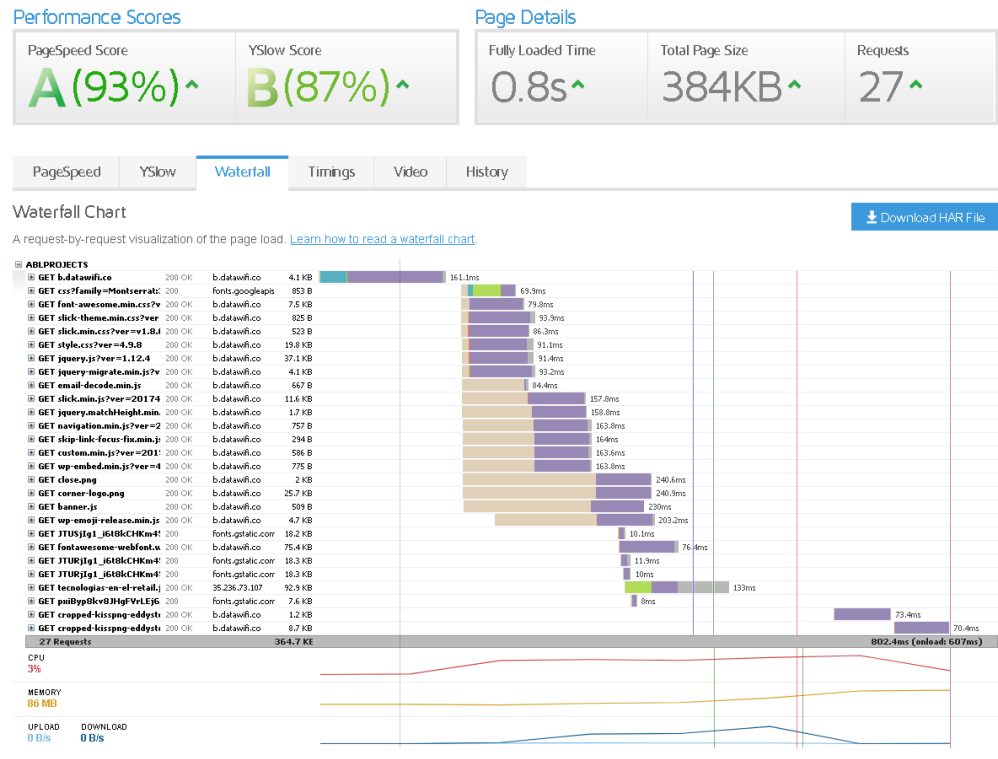 Performance Scores
Page Details
PageSpeed Score
YSlow Score
Fully Loaded Time
Total Page Size
Requests
A(93%)
B(87%)
0.8s
384KB
27
PageSpeed
YSlow
Waterfall
Timings
Video
History
Waterfall Chart
Download HAR File
A request-by-request visualization of the page load. Learn how to read a waterfall chart.
ABLPROJECTS
GET b.datawifi.co 200 OK b.datawifi.co 4.1 KB 161.1ms
GET css?family=Montserrat: 200 fonts.googleapis 853 B 69.9ms
GET font-awesome.min.css?v 200 OK b.datawifi.co 7.5 KB 79.8ms
GET slick-theme.min.css?ver 200 OK b.datawifi.co 825 B 93.9ms
GET slick.min.css?ver=v1.8. 200 OK b.datawifi.co 523 B 86.3ms
GET style.css?ver=4.9.8 200 OK b.datawifi.co 19.8 KB 91.1ms
GET jquery.js?ver=1.12.4 200 OK b.datawifi.co 37.1 KB 91.4ms
GET jquery-migrate.min.js?v 200 OK b.datawifi.co 4.1 KB 93.2ms
GET email-decode.min.js 200 OK b.datawifi.co 667 B 84.4ms
GET slick.min.js?ver=20174 200 OK b.datawifi.co 11.6 KB 157.8ms
GET jquery.matchHeight.min. 200 OK b.datawifi.co 1.7 KB 158.8ms
GET navigation.min.js?ver=2 200 OK b.datawifi.co 757 B 163.8ms
GET skip-link-focus-fix.min.js 200 OK b.datawifi.co 294 B 164ms
GET custom.min.js?ver=201 200 OK b.datawifi.co 586 B 163.6ms
GET wp-embed.min.js?ver=4 200 OK b.datawifi.co 775 B 163.8ms
GET close.png 200 OK b.datawifi.co 2 KB 240.6ms
GET corner-logo.png 200 OK b.datawifi.co 25.7 KB 240.9ms
GET banner.js 200 OK b.datawifi.co 509 B 230ms
GET wp-emoji-release.min.js 200 OK b.datawifi.co 4.7 KB 203.2ms
GET JTUSjIg1_i6t8kCHKm4 200 fonts.gstatic.com 18.2 KB 10.1ms
GET fontawesome-webfont.w 200 OK b.datawifi.co 75.4 KB 76.4ms
GET JTURjIg1_i6t8kCHKm4 200 fonts.gstatic.com 18.3 KB 11.9ms
GET JTURjIg1_i6t8kCHKm4 200 fonts.gstatic.com 18.3 KB 10ms
GET tecnologias-en-el-retail.j 200 OK 35.236.73.107 92.9 KB 133ms
GET pxiByp8kv8JHgFVrLEj6 200 fonts.gstatic.com 7.6 KB 8ms
GET cropped-kisspng-eddyst 200 OK b.datawifi.co 1.2 KB 73.4ms
GET cropped-kisspng-eddyst 200 OK b.datawifi.co 8.7 KB 70.4ms
27 Requests 364.7 KE 802.4ms (onload: 607ms)
CPU
3%
MEMORY
86 MB
UPLOAD DOWNLOAD
0 B/s 0 B/s